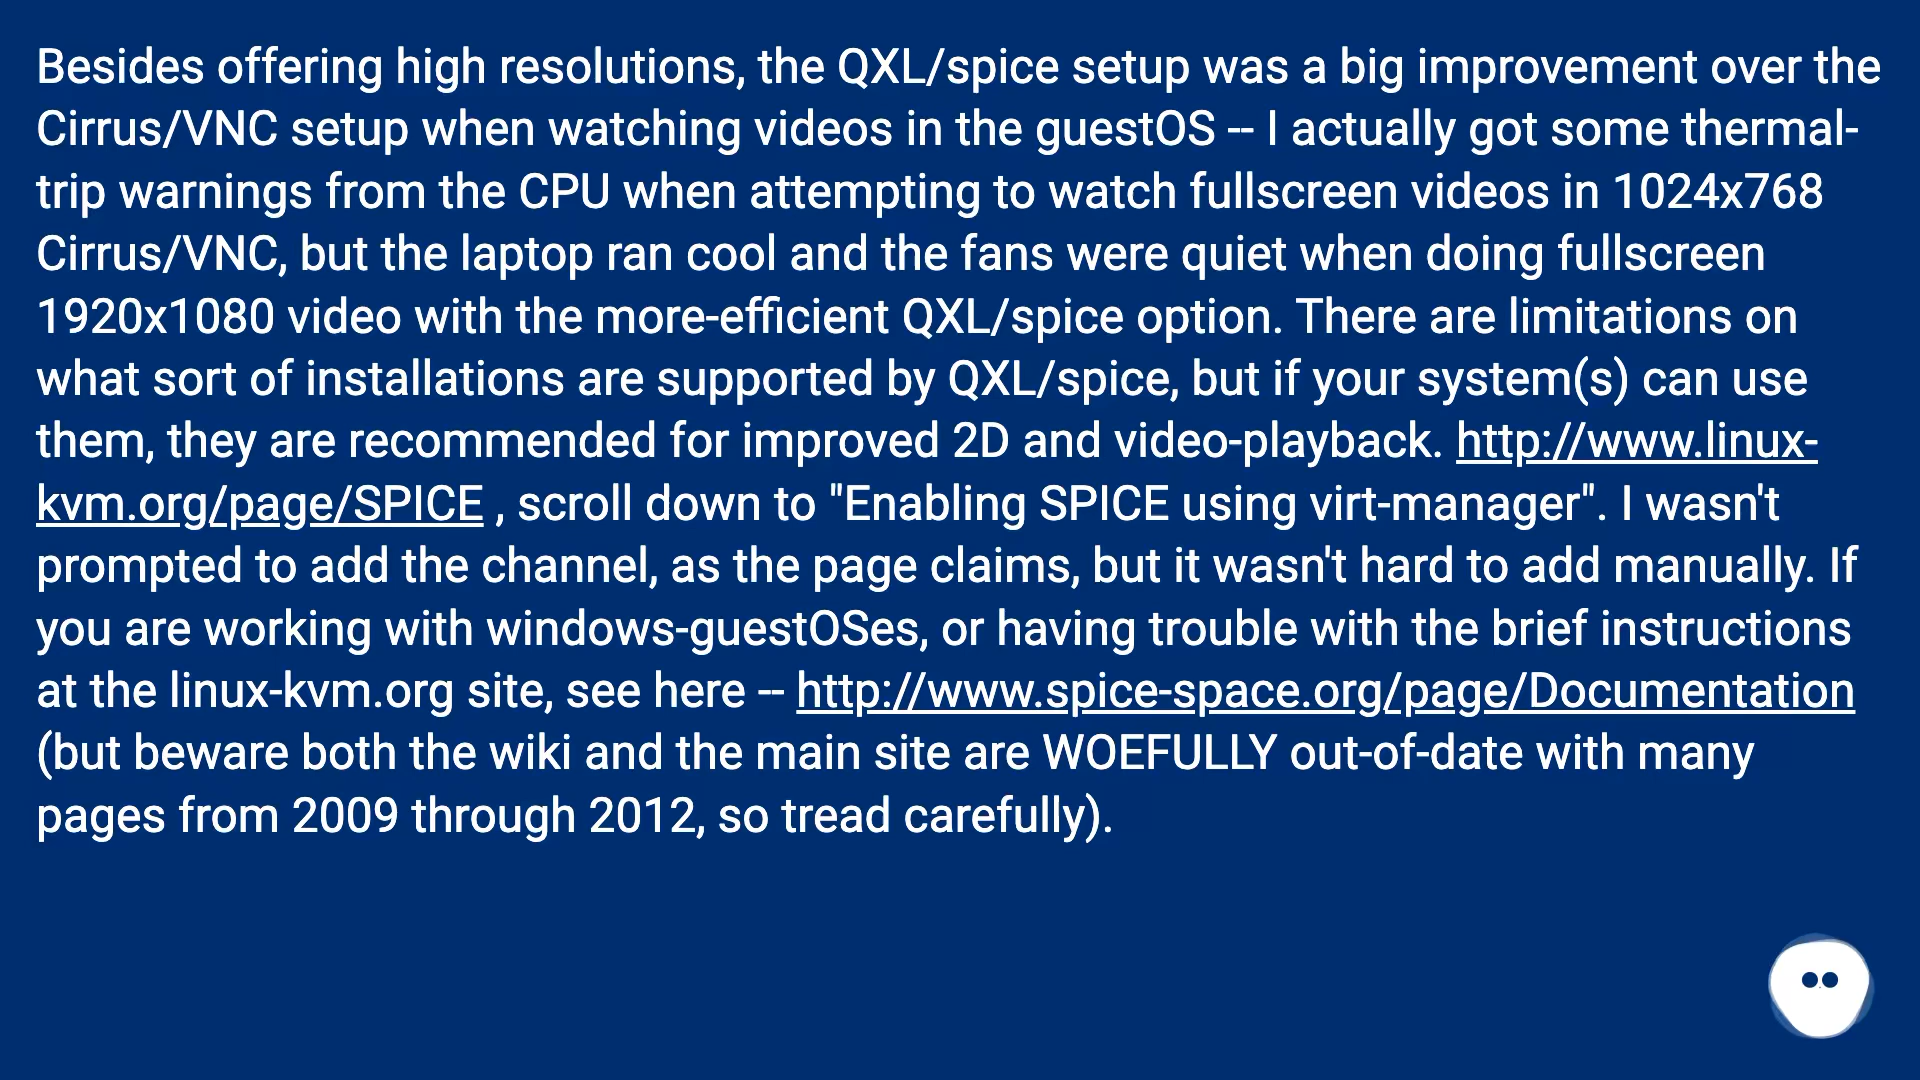 Besides offering high resolutions, the QXL/spice setup was a big improvement over the
Cirrus/VNC setup when watching videos in the guestOS -- I actually got some thermal-
trip warnings from the CPU when attempting to watch fullscreen videos in 1024x768
Cirrus/VNC, but the laptop ran cool and the fans were quiet when doing fullscreen
1920x1080 video with the more-efficient QXL/spice option. There are limitations on
what sort of installations are supported by QXL/spice, but if your system(s) can use
them, they are recommended for improved 2D and video-playback. http://www.linux-
kvm.org/page/SPICE , scroll down to "Enabling SPICE using virt-manager". I wasn't
prompted to add the channel, as the page claims, but it wasn't hard to add manually. If
you are working with windows-guestOSes, or having trouble with the brief instructions
at the linux-kvm.org site, see here -- http://www.spice-space.org/page/Documentation
(but beware both the wiki and the main site are WOEFULLY out-of-date with many
pages from 2009 through 2012, so tread carefully).